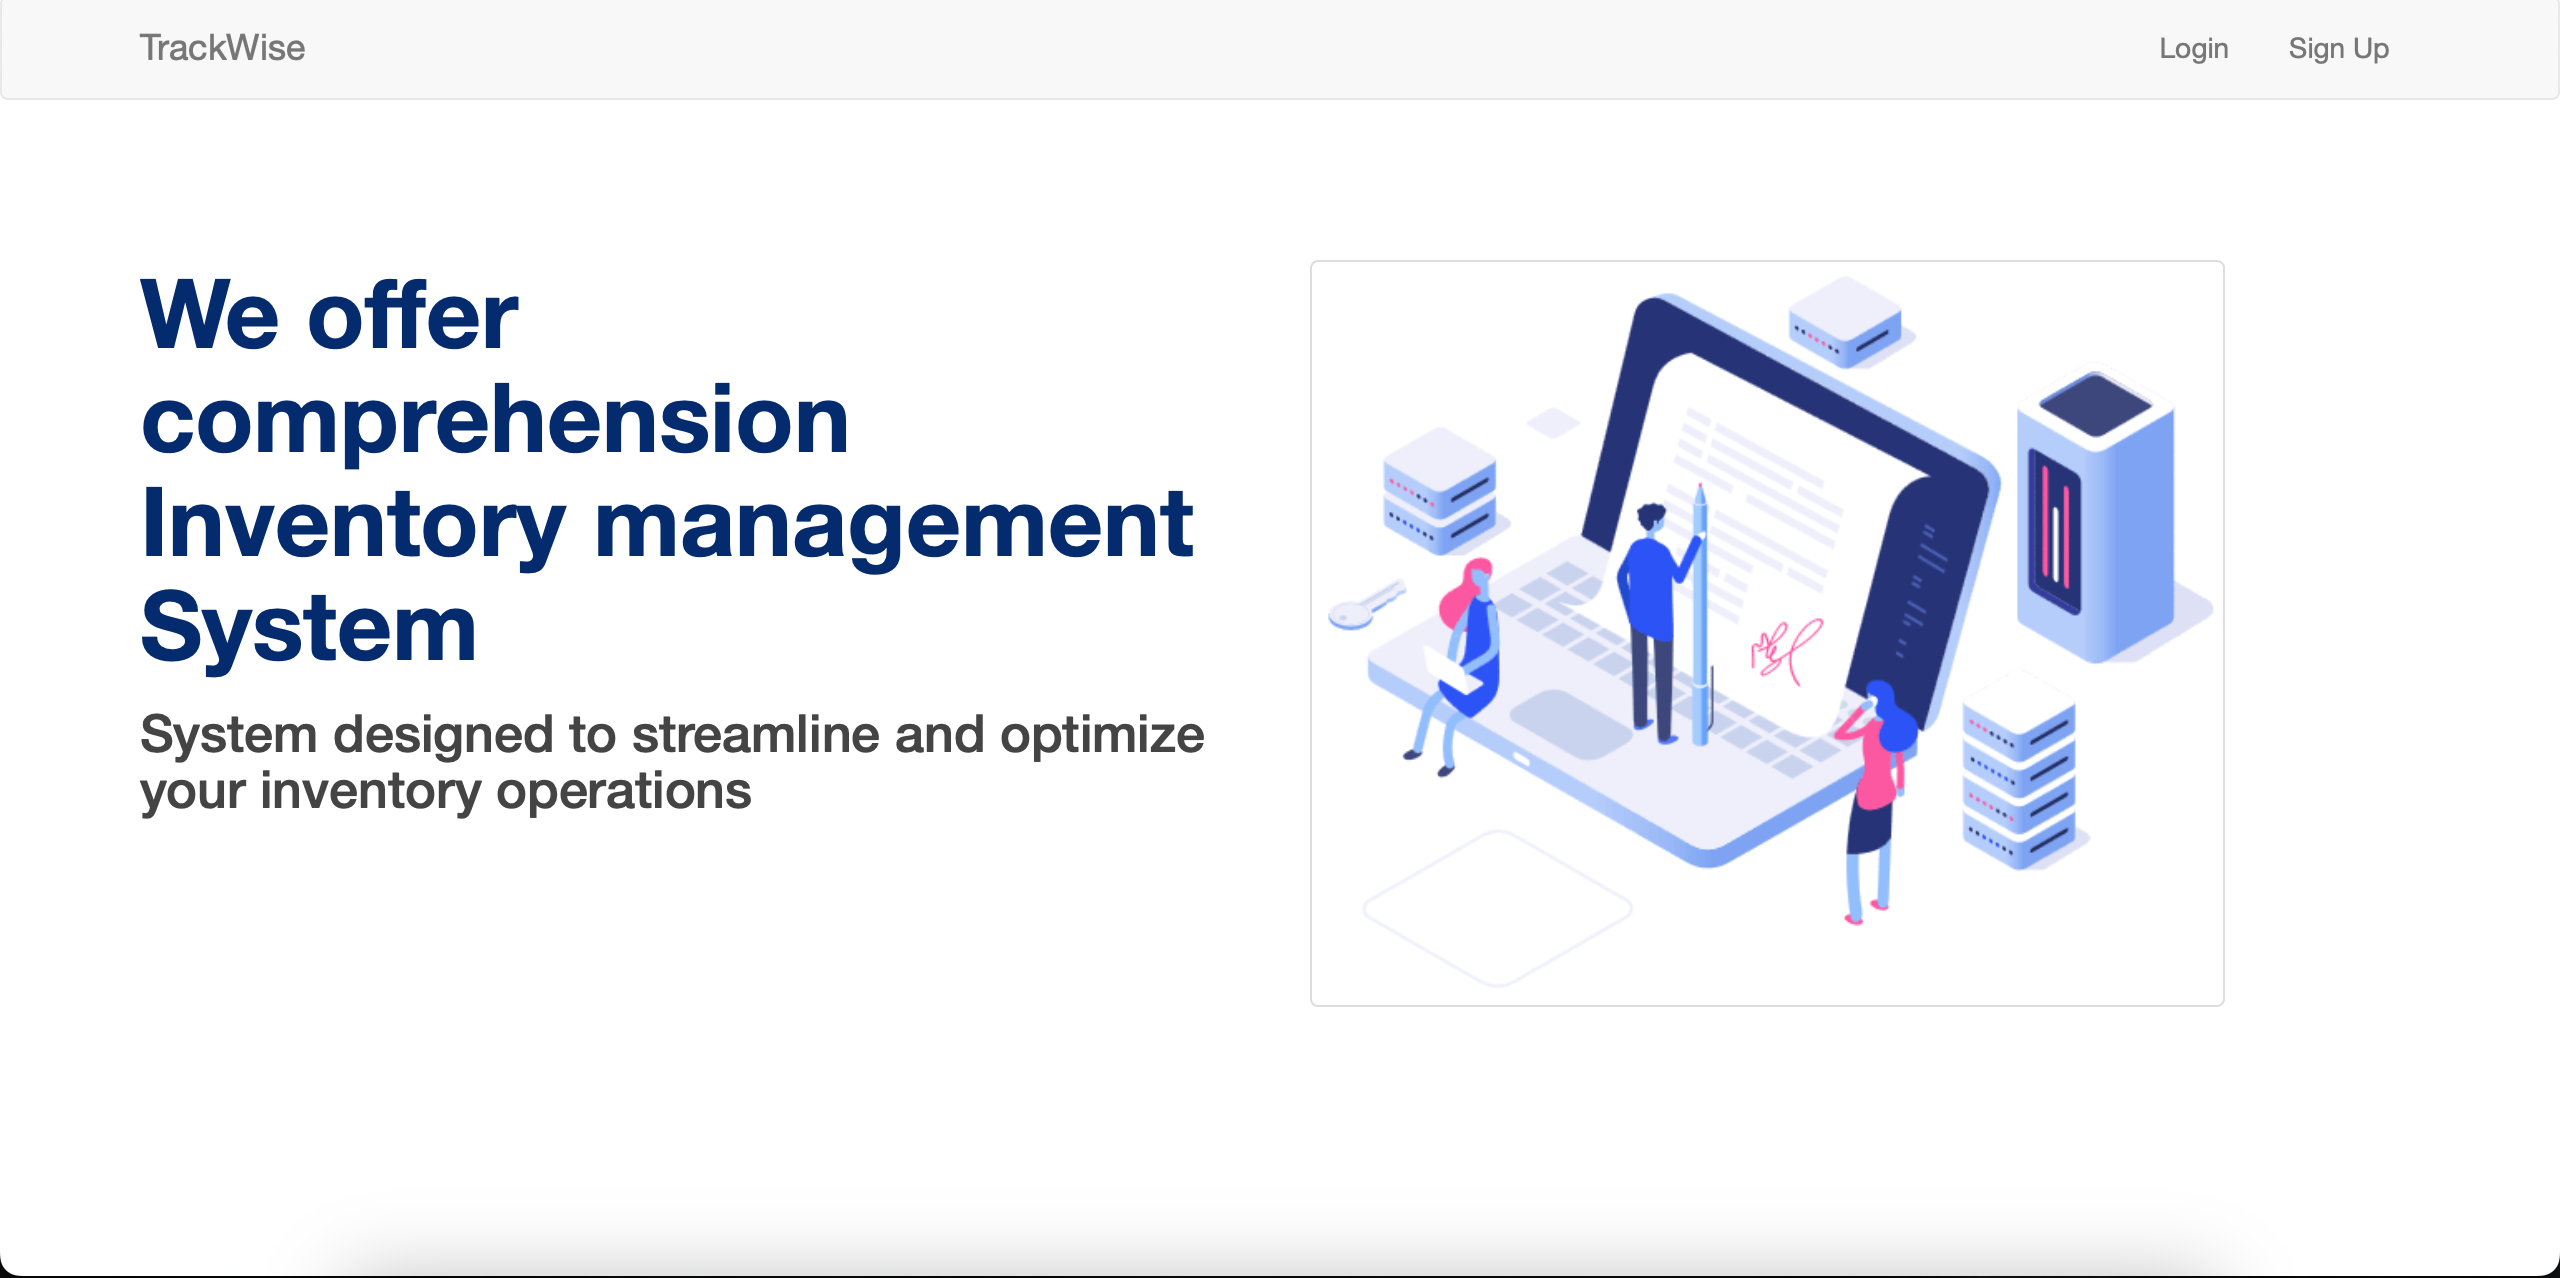 TrackWise
Login
Sign Up
We offer
comprehension
Inventory management
System
System designed to streamline and optimize
your inventory operations